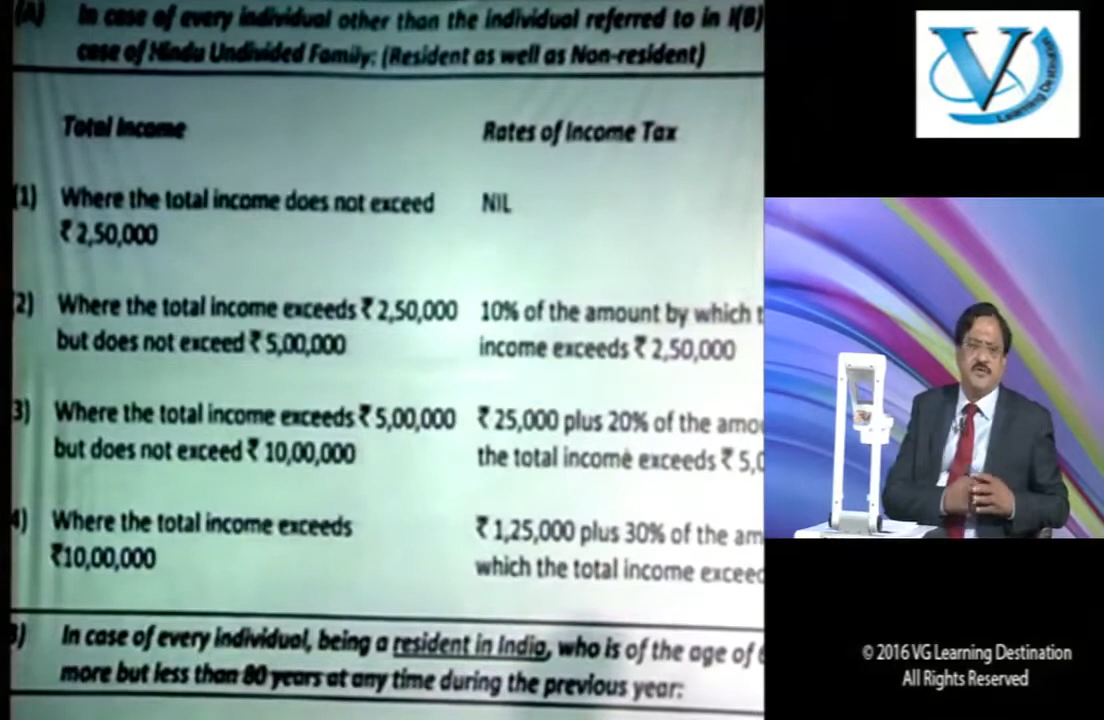 (A) In case of every individual other than the individual referred to in I(B)
case of Hindu Undivided Family: (Resident as well as Non-resident)
Total Income Rates of Income Tax
(1) Where the total income does not exceed NIL
₹ 2,50,000
2) Where the total income exceeds ₹ 2,50,000 10% of the amount by which t
but does not exceed ₹ 5,00,000 income exceeds ₹ 2,50,000
3) Where the total income exceeds ₹ 5,00,000 ₹ 25,000 plus 20% of the amo
but does not exceed ₹ 10,00,000 the total income exceeds ₹ 5,0
4) Where the total income exceeds ₹ 1,25,000 plus 30% of the am
₹10,00,000 which the total income exceed
B) In case of every individual, being a resident in India, who is of the age of 6
more but less than 80 years at any time during the previous year:
V
Learning Destination
© 2016 VG Learning Destination
All Rights Reserved